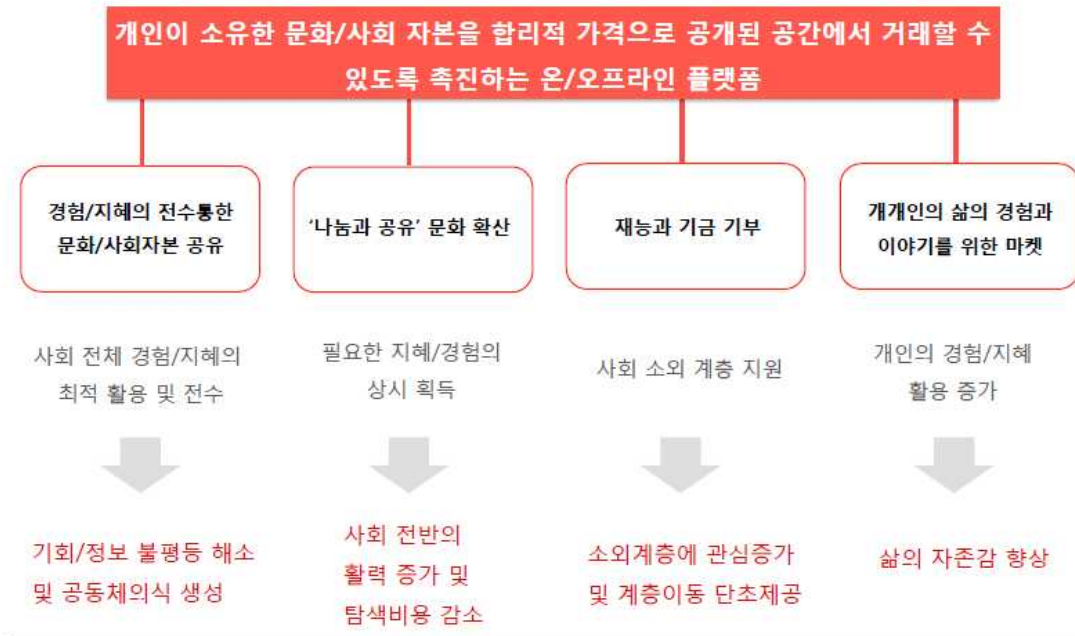 개인이 소유한 문화/사회 자본을 합리적 가격으로 공개된 공간에서 거래할 수
있도록 촉진하는 온/오프라인 플랫폼
경험/지혜의 전수통한
문화/사회자본 공유
‘나눔과 공유’ 문화 확산
재능과 기금 기부
개개인의 삶의 경험과
이야기를 위한 마켓
사회 전체 경험/지혜의
최적 활용 및 전수
필요한 지혜/경험의
상시 획득
사회 소외 계층 지원
개인의 경험/지혜
활용 증가
기회/정보 불평등 해소
및 공동체의식 생성
사회 전반의
활력 증가 및
탐색비용 감소
소외계층에 관심증가
및 계층이동 단초제공
삶의 자존감 향상